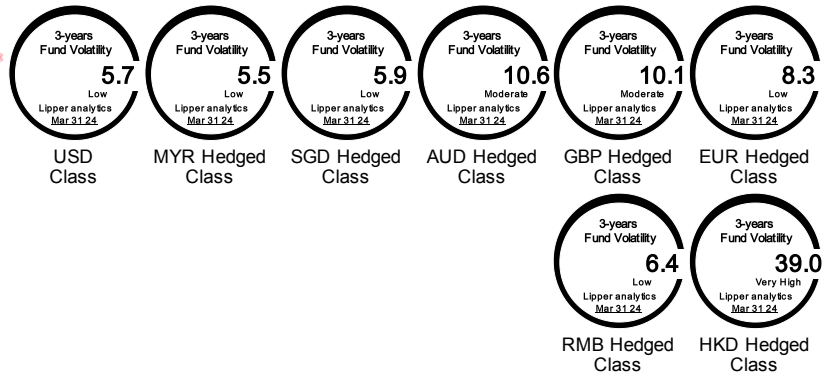 3-years
Fund Volatility
5.7
Low
Lipper analytics
Mar 31 24
USD
Class
3-years
Fund Volatility
5.5
Low
Lipper analytics
Mar 31 24
MYR Hedged
Class
3-years
Fund Volatility
5.9
Low
Lipper analytics
Mar 31 24
SGD Hedged
Class
3-years
Fund Volatility
10.6
Moderate
Lipper analytics
Mar 31 24
AUD Hedged
Class
3-years
Fund Volatility
10.1
Moderate
Lipper analytics
Mar 31 24
GBP Hedged
Class
3-years
Fund Volatility
8.3
Low
Lipper analytics
Mar 31 24
EUR Hedged
Class
3-years
Fund Volatility
6.4
Low
Lipper analytics
Mar 31 24
RMB Hedged
Class
3-years
Fund Volatility
39.0
Very High
Lipper analytics
Mar 31 24
HKD Hedged
Class